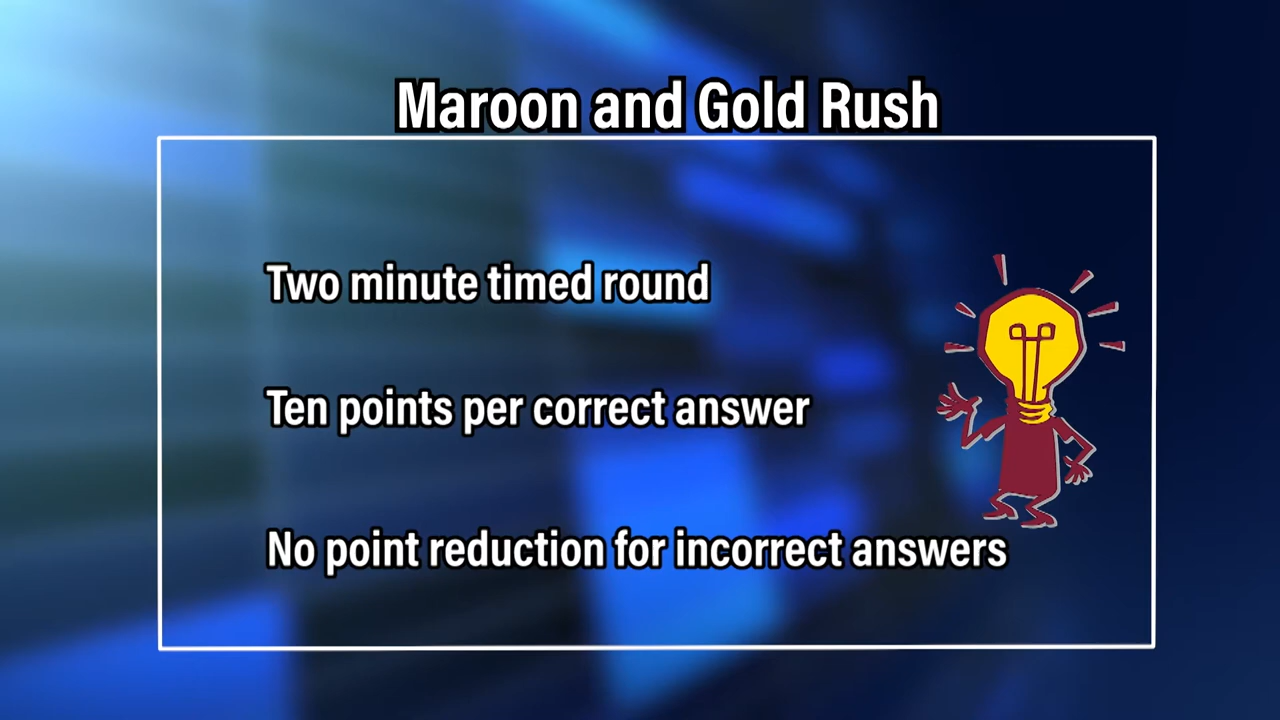 Maroon and Gold Rush
Two minute timed round
Ten points per correct answer
No point reduction for incorrect answers